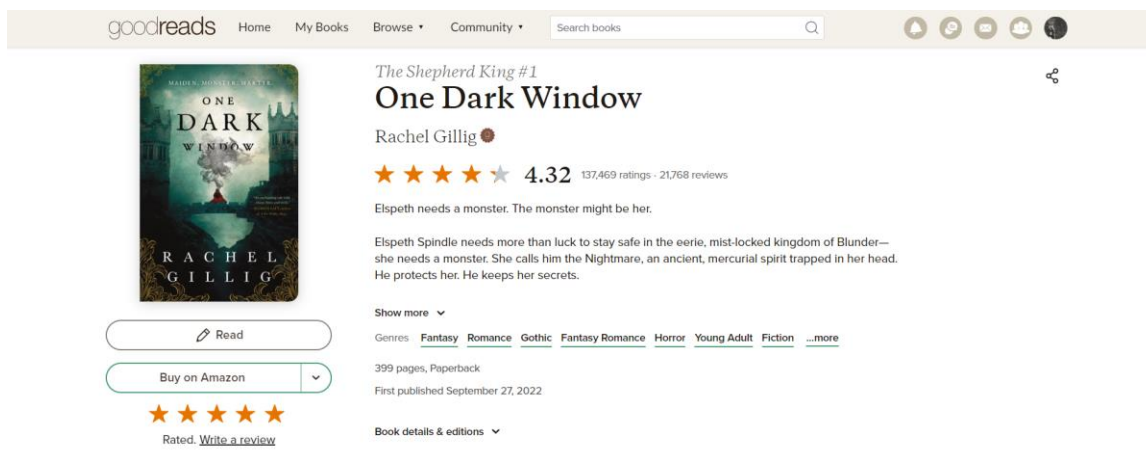 goodreads
Home
My Books
Browse
Community
Search books
MAIDEN. MONSTER. MARTYR.
ONE
DARK
WINDOW
RACHEL
GILLIG
Read
Buy on Amazon
Rated. Write a review
The Shepherd King #1
One Dark Window
Rachel Gillig
4.32 137,469 ratings · 21,768 reviews
Elspeth needs a monster. The monster might be her.
Elspeth Spindle needs more than luck to stay safe in the eerie, mist-locked kingdom of Blunder—
she needs a monster. She calls him the Nightmare, an ancient, mercurial spirit trapped in her head.
He protects her. He keeps her secrets.
Show more
Genres Fantasy Romance Gothic Fantasy Romance Horror Young Adult Fiction ...more
399 pages, Paperback
First published September 27, 2022
Book details & editions